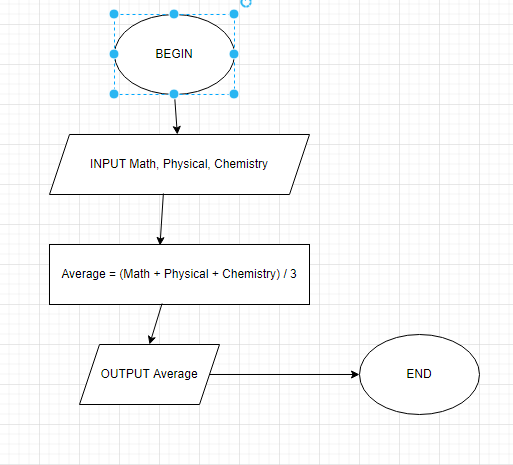 BEGIN
INPUT Math, Physical, Chemistry
Average = (Math + Physical + Chemistry) / 3
OUTPUT Average
END